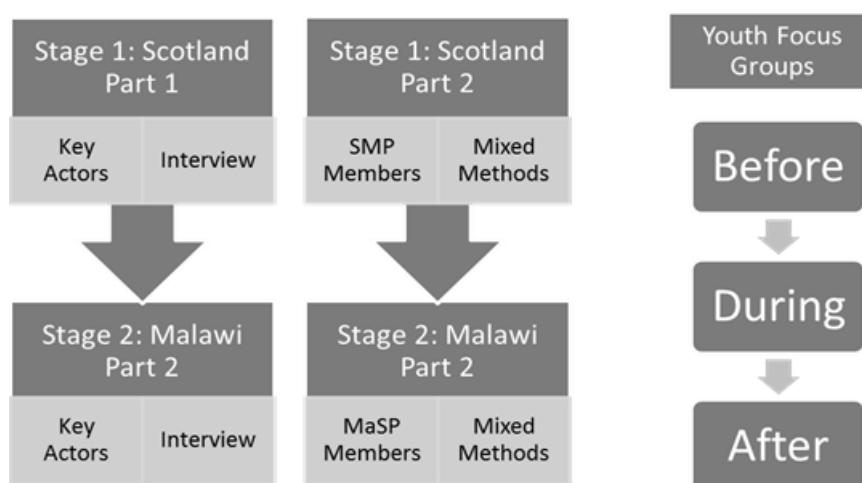 Stage 1: Scotland
Part 1
Key
Actors
Interview
Stage 2: Malawi
Part 2
Key
Actors
Interview
Stage 1: Scotland
Part 2
SMP
Members
Mixed
Methods
Stage 2: Malawi
Part 2
MaSP
Members
Mixed
Methods
Youth Focus
Groups
Before
During
After